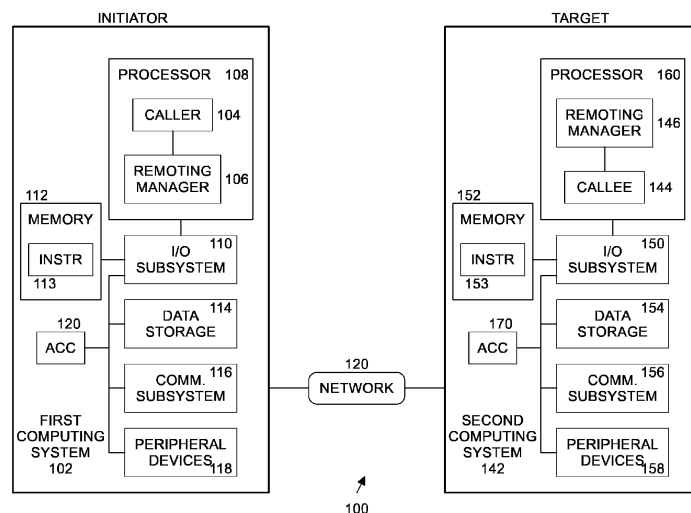 INITIATOR
PROCESSOR 108
CALLER 104
REMOTING
MANAGER 106
112
MEMORY
INSTR
113
110
I/O
SUBSYSTEM
120
ACC
114
DATA
STORAGE
116
COMM.
SUBSYSTEM
PERIPHERAL
DEVICES 118
FIRST
COMPUTING
SYSTEM
102
120
NETWORK
100
TARGET
PROCESSOR 160
REMOTING
MANAGER 146
CALLEE 144
152
MEMORY
INSTR
153
150
I/O
SUBSYSTEM
170
ACC
154
DATA
STORAGE
156
COMM.
SUBSYSTEM
PERIPHERAL
DEVICES 158
SECOND
COMPUTING
SYSTEM
142